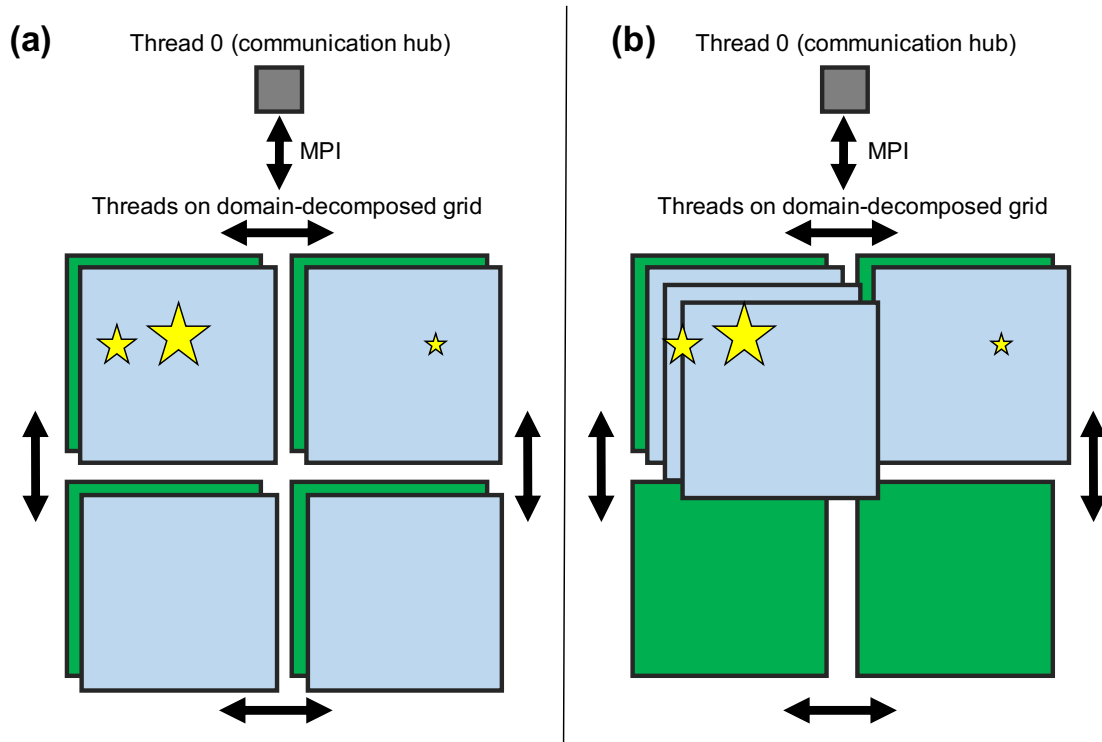 (a)
Thread 0 (communication hub)
MPI
Threads on domain-decomposed grid
(b)
Thread 0 (communication hub)
MPI
Threads on domain-decomposed grid